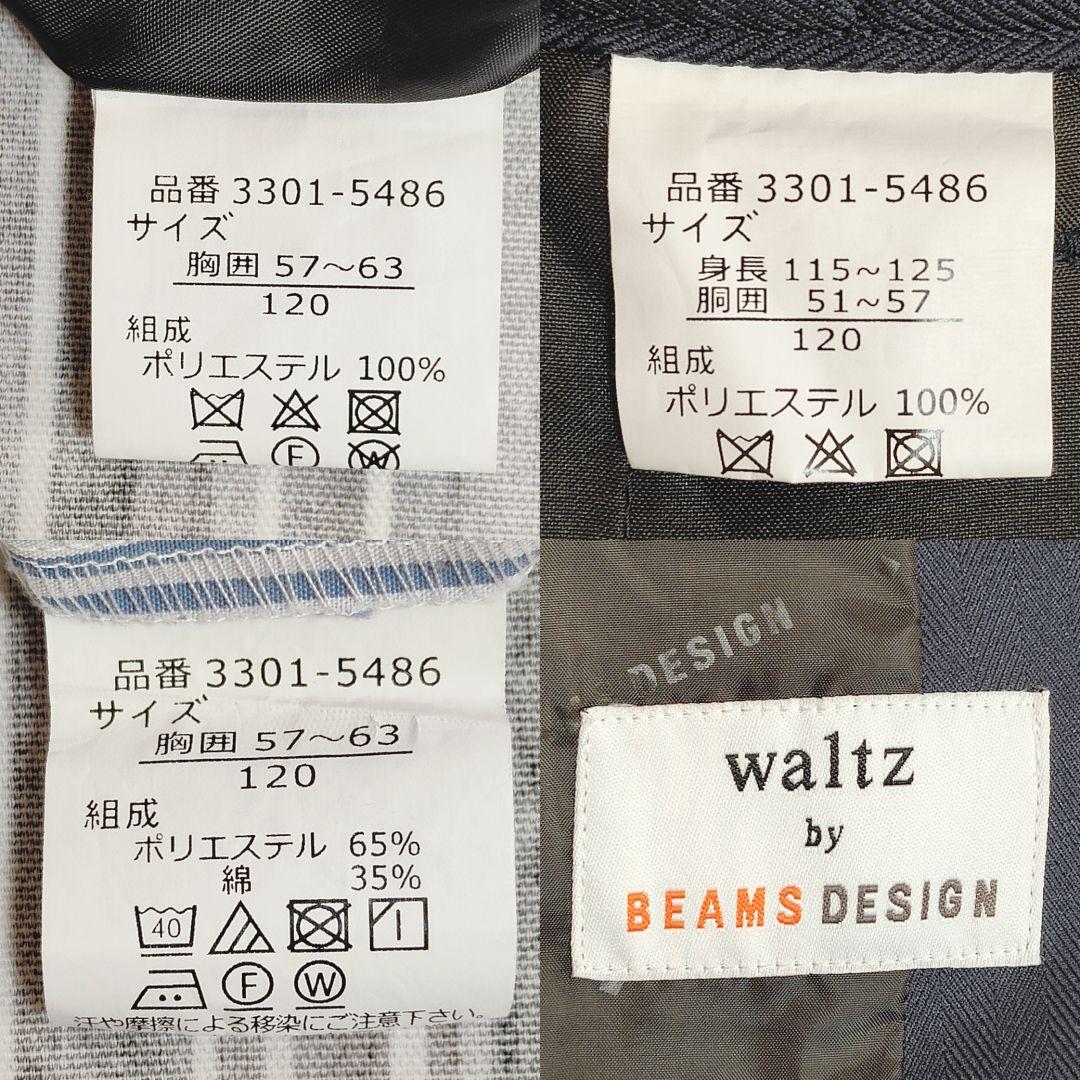 品番 3301-5486
サイズ
胸囲 57～63
120
組成
ポリエステル 100%
F
W
品番 3301-5486
サイズ
身長 115～125
胴囲 51～57
120
組成
ポリエステル 100%
品番 3301-5486
サイズ
胸囲 57～63
120
組成
ポリエステル 65%
綿 35%
40
F
W
汗や摩擦による移染にご注意下さい。
DESIGN
waltz
by
BEAMS DESIGN